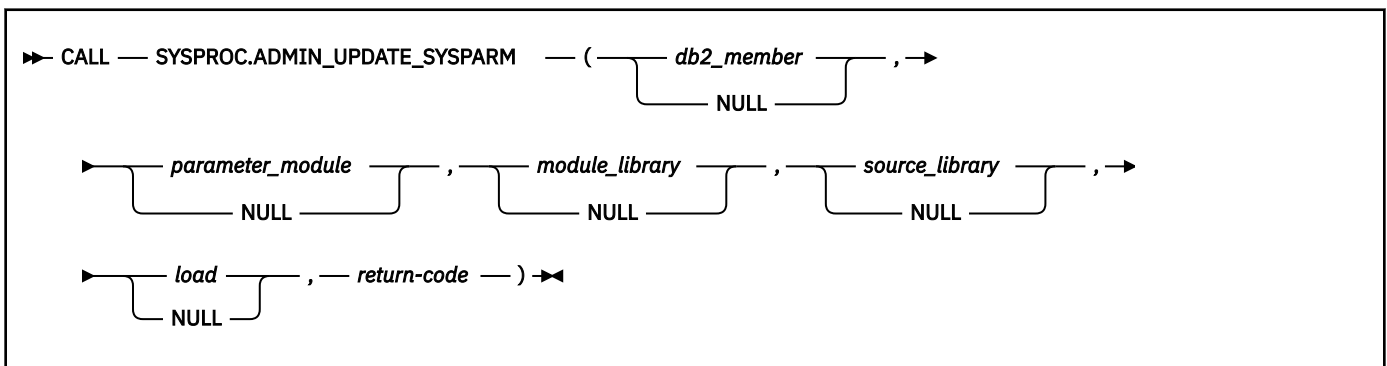 CALL SYSPROC.ADMIN_UPDATE_SYSPARM ( db2_member ,
NULL
parameter_module , module_library , source_library ,
NULL NULL NULL
load , return-code )
NULL